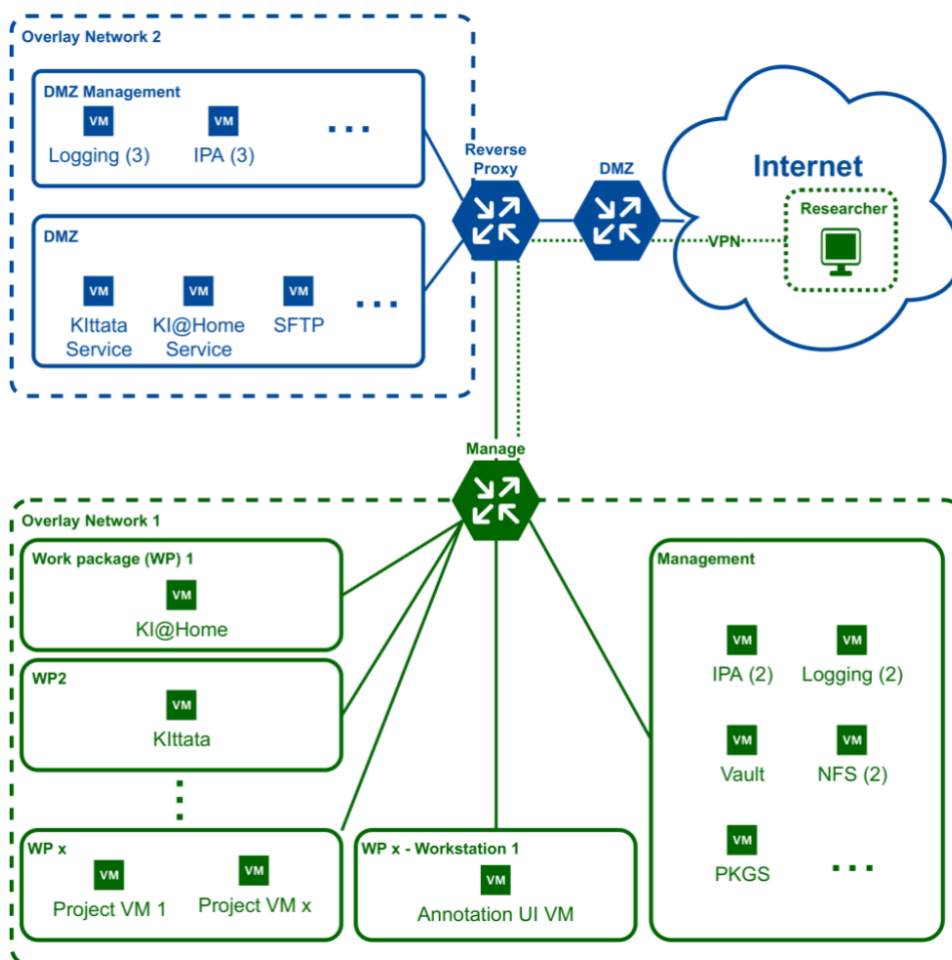 Overlay Network 2
DMZ Management
VM
VM
Logging (3)
IPA (3)
...
DMZ
VM
VM
VM
KIttata
Service
KI@Home
Service
SFTP
...
Reverse
Proxy
DMZ
Internet
Researcher
VPN
Manage
Overlay Network 1
Work package (WP) 1
VM
KI@Home
WP2
VM
KIttata
...
WP x
VM
VM
Project VM 1
Project VM x
WP x - Workstation 1
VM
Annotation UI VM
Management
VM
VM
IPA (2)
Logging (2)
VM
VM
Vault
NFS (2)
VM
PKGS
...